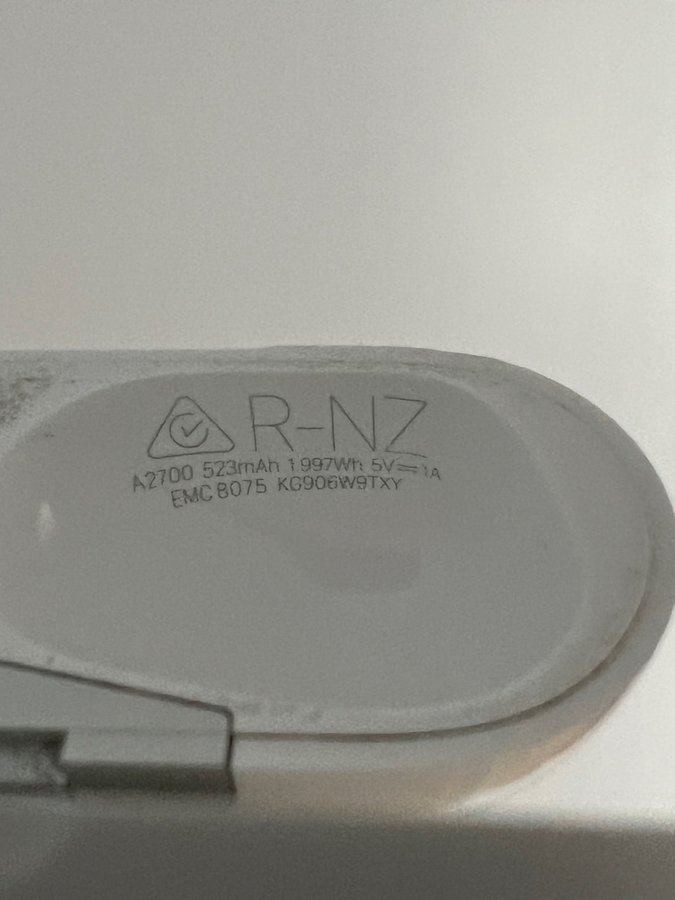 R-NZ
A2700 523mAh 1.997Wh 5V⎓1A
EMC 8075 KG906W9TXY